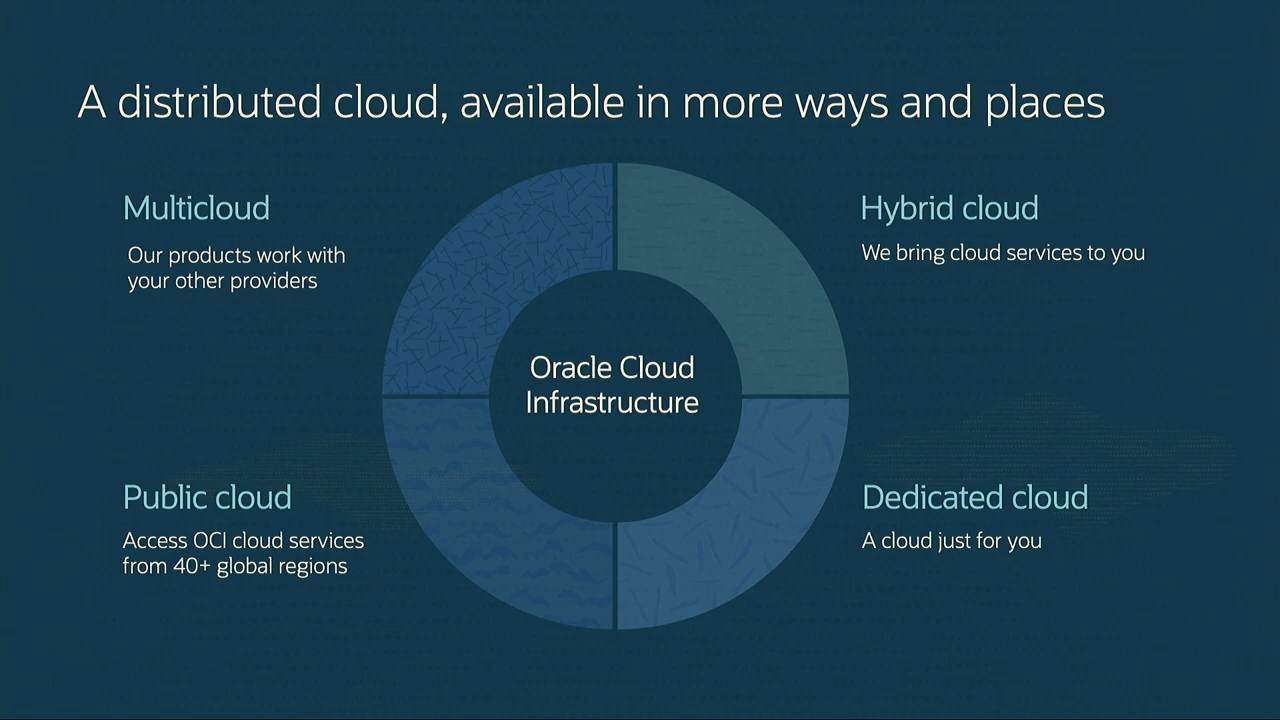 A distributed cloud, available in more ways and places
Multicloud
Our products work with
your other providers
Hybrid cloud
We bring cloud services to you
Oracle Cloud
Infrastructure
Public cloud
Access OCI cloud services
from 40+ global regions
Dedicated cloud
A cloud just for you